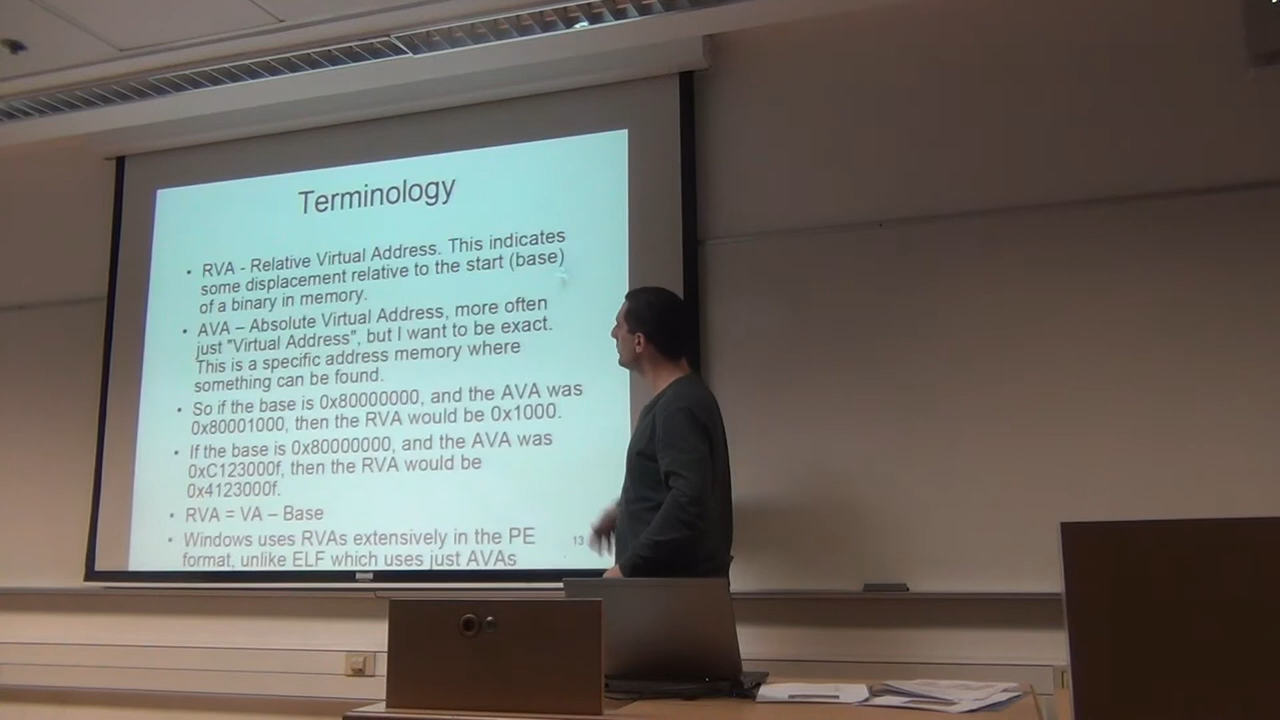 Terminology
• RVA - Relative Virtual Address. This indicates
some displacement relative to the start (base)
of a binary in memory.
• AVA – Absolute Virtual Address, more often
just "Virtual Address", but I want to be exact.
This is a specific address memory where
something can be found.
• So if the base is 0x80000000, and the AVA was
0x80001000, then the RVA would be 0x1000.
• If the base is 0x80000000, and the AVA was
0xC123000f, then the RVA would be
0x4123000f.
• RVA = VA – Base
• Windows uses RVAs extensively in the PE
format, unlike ELF which uses just AVAs
13